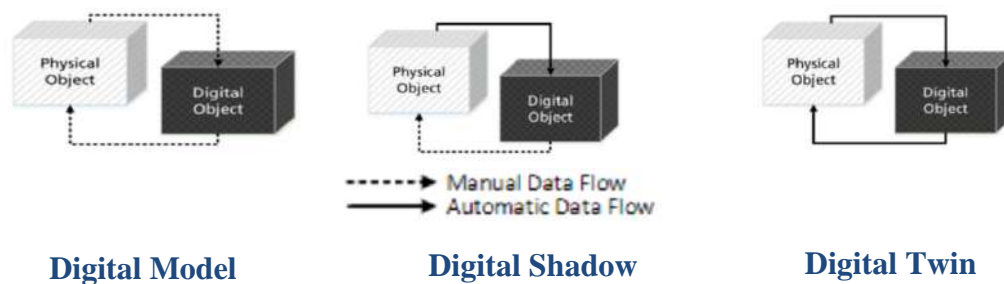 Physical
Object
Digital
Object
Physical
Object
Digital
Object
Physical
Object
Digital
Object
Manual Data Flow
Automatic Data Flow
Digital Model
Digital Shadow
Digital Twin